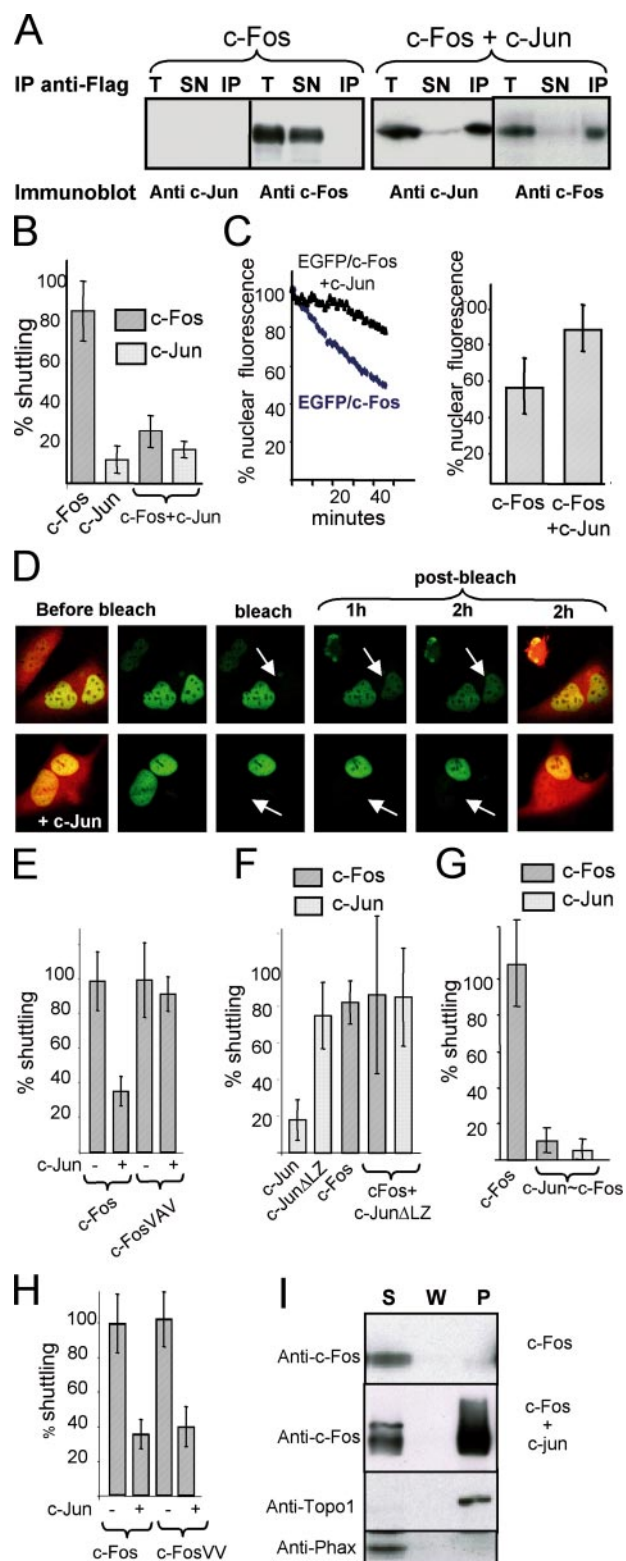 A
c-Fos
c-Fos + c-Jun
IP anti-Flag
T SN IP T SN IP T SN IP T SN IP
Immunoblot Anti c-Jun Anti c-Fos Anti c-Jun Anti c-Fos
B
% shuttling
100
80
60
40
20
c-Fos
c-Jun
c-Fos
c-Jun
c-Fos+c-Jun
C
% nuclear fluorescence
100
80
60
40
20
EGFP/c-Fos
+c-Jun
EGFP/c-Fos
20 40
minutes
% nuclear fluorescence
100
80
60
40
20
c-Fos
c-Fos
+c-Jun
D
post-bleach
Before bleach bleach 1h 2h 2h
+ c-Jun
E
% shuttling
100
80
60
40
20
c-Jun - + - +
c-Fos
c-FosVAV
F
c-Fos
c-Jun
% shuttling
100
80
60
40
20
c-Jun
c-JunΔLZ
c-Fos
cFos+
c-JunΔLZ
G
c-Fos
c-Jun
% shuttling
100
80
60
40
20
c-Fos
c-Jun~c-Fos
H
% shuttling
100
80
60
40
20
c-Jun - + - +
c-Fos c-FosVV
I
S W P
Anti-c-Fos c-Fos
Anti-c-Fos
c-Fos
+
c-jun
Anti-Topo1
Anti-Phax